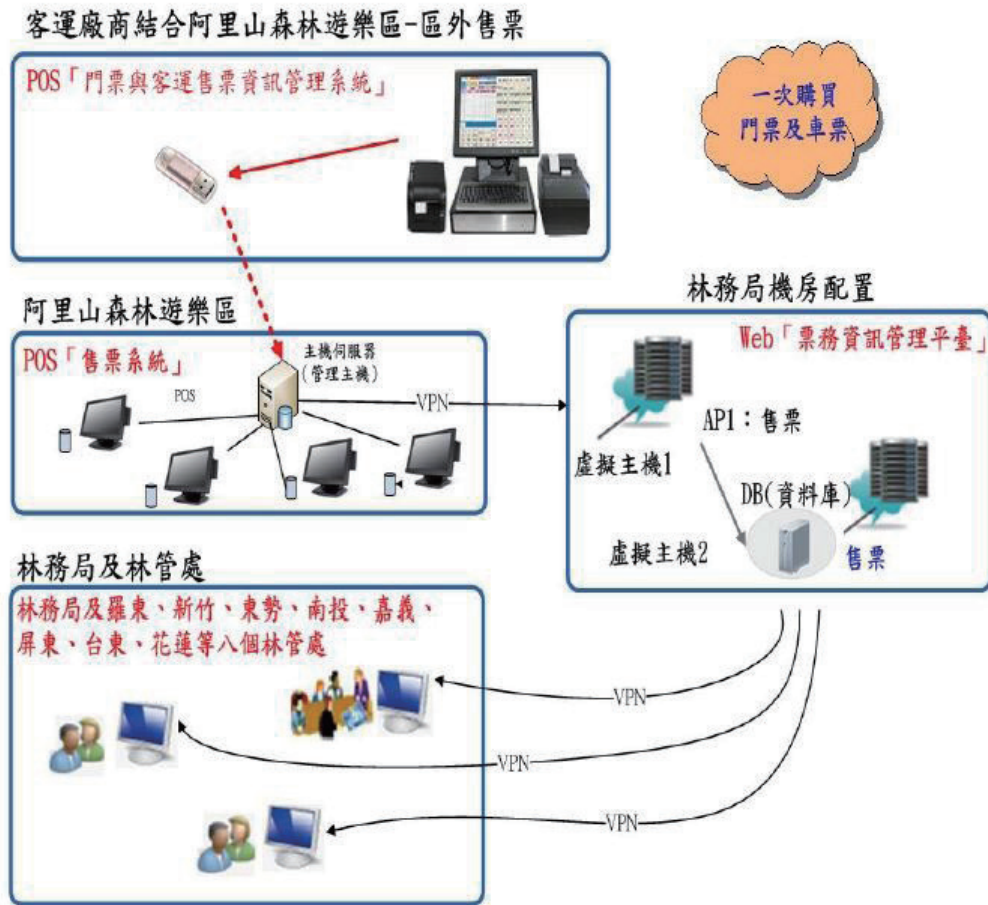 客運廠商結合阿里山森林遊樂區-區外售票
POS「門票與客運售票資訊管理系統」
一次購買
門票及車票
阿里山森林遊樂區
POS「售票系統」
主機伺服器
(管理主機)
POS
VPN
林務局機房配置
Web「票務資訊管理平臺」
AP1：售票
虛擬主機1
DB(資料庫)
虛擬主機2
售票
林務局及林管處
林務局及羅東、新竹、東勢、南投、嘉義、
屏東、台東、花蓮等八個林管處
VPN
VPN
VPN